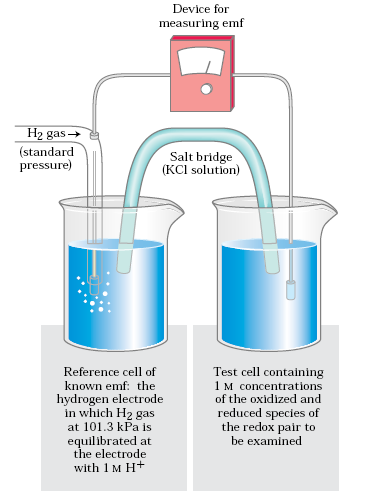 Device for
measuring emf
H2 gas→
(standard
pressure)
Salt bridge
(KCl solution)
Reference cell of
known emf: the
hydrogen electrode
in which H2 gas
at 101.3 kPa is
equilibrated at
the electrode
with 1 M H+
Test cell containing
1 M concentrations
of the oxidized and
reduced species of
the redox pair to
be examined